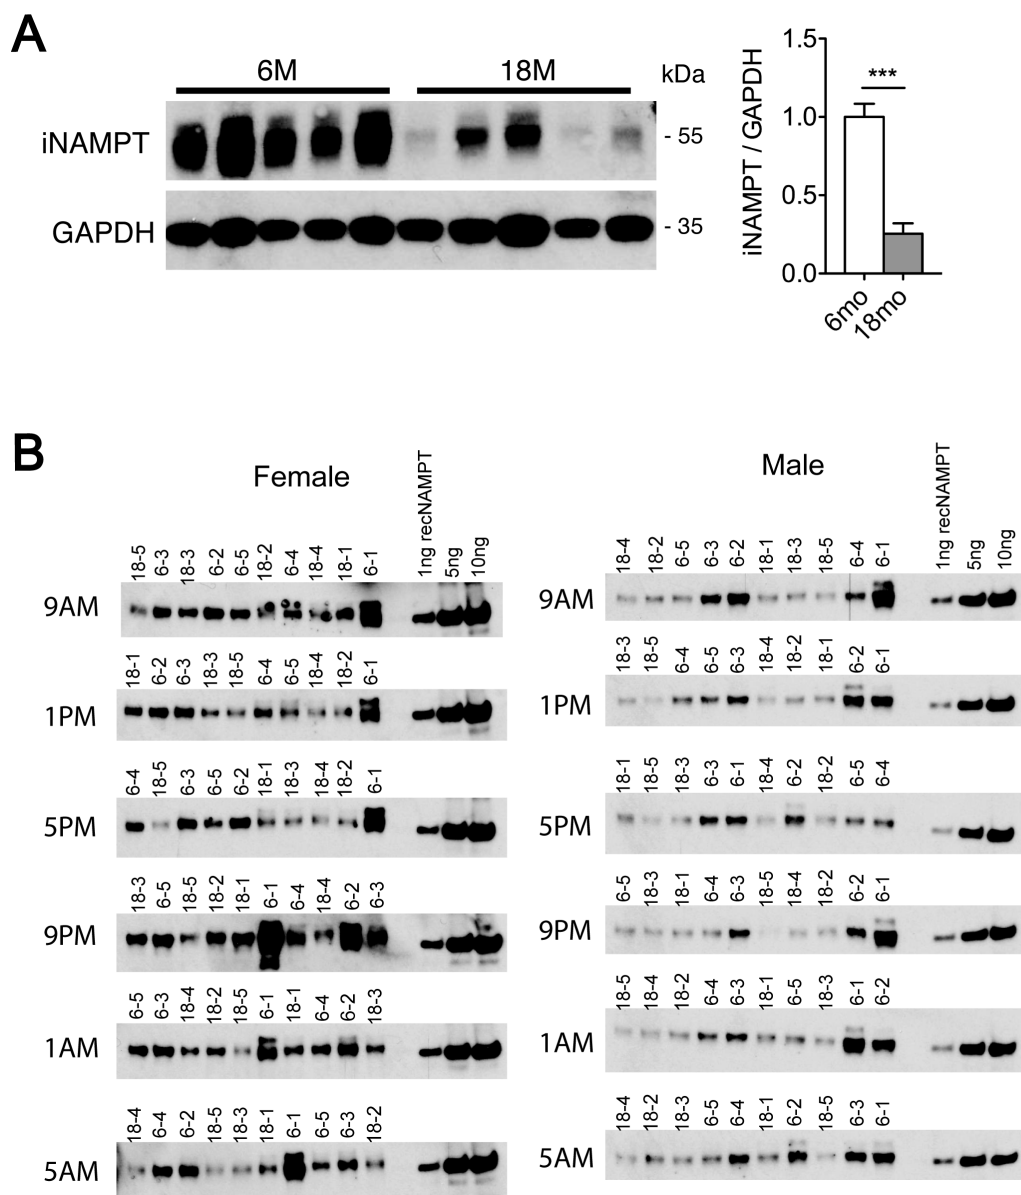 A
6M 18M kDa
iNAMPT - 55
GAPDH - 35
iNAMPT / GAPDH
1.5
1.0
0.5
0.0
***
6mo 18mo
B
Female
1ng recNAMPT 5ng 10ng
18-5 6-3 18-3 6-2 6-5 18-2 6-4 18-4 18-1 6-1
9AM
18-1 6-2 6-3 18-3 18-5 6-4 6-5 18-4 18-2 6-1
1PM
6-4 18-5 6-3 6-5 6-2 18-1 18-3 18-4 18-2 6-1
5PM
18-3 6-5 18-5 18-2 18-1 6-1 6-4 18-4 6-2 6-3
9PM
6-5 6-3 18-4 18-2 18-5 6-1 18-1 6-4 6-2 18-3
1AM
18-4 6-4 6-2 18-5 18-3 18-1 6-1 6-5 6-3 18-2
5AM
Male
1ng recNAMPT 5ng 10ng
18-4 18-2 6-5 6-3 6-2 18-1 18-3 18-5 6-4 6-1
9AM
18-3 18-5 6-4 6-5 6-3 18-4 18-2 18-1 6-2 6-1
1PM
18-1 18-5 18-3 6-3 6-1 18-4 6-2 18-2 6-5 6-4
5PM
6-5 18-3 18-1 6-4 6-3 18-5 18-4 18-2 6-2 6-1
9PM
18-5 18-4 18-2 6-4 6-3 18-1 6-5 18-3 6-1 6-2
1AM
18-4 18-2 18-3 6-5 6-4 18-1 6-2 18-5 6-3 6-1
5AM